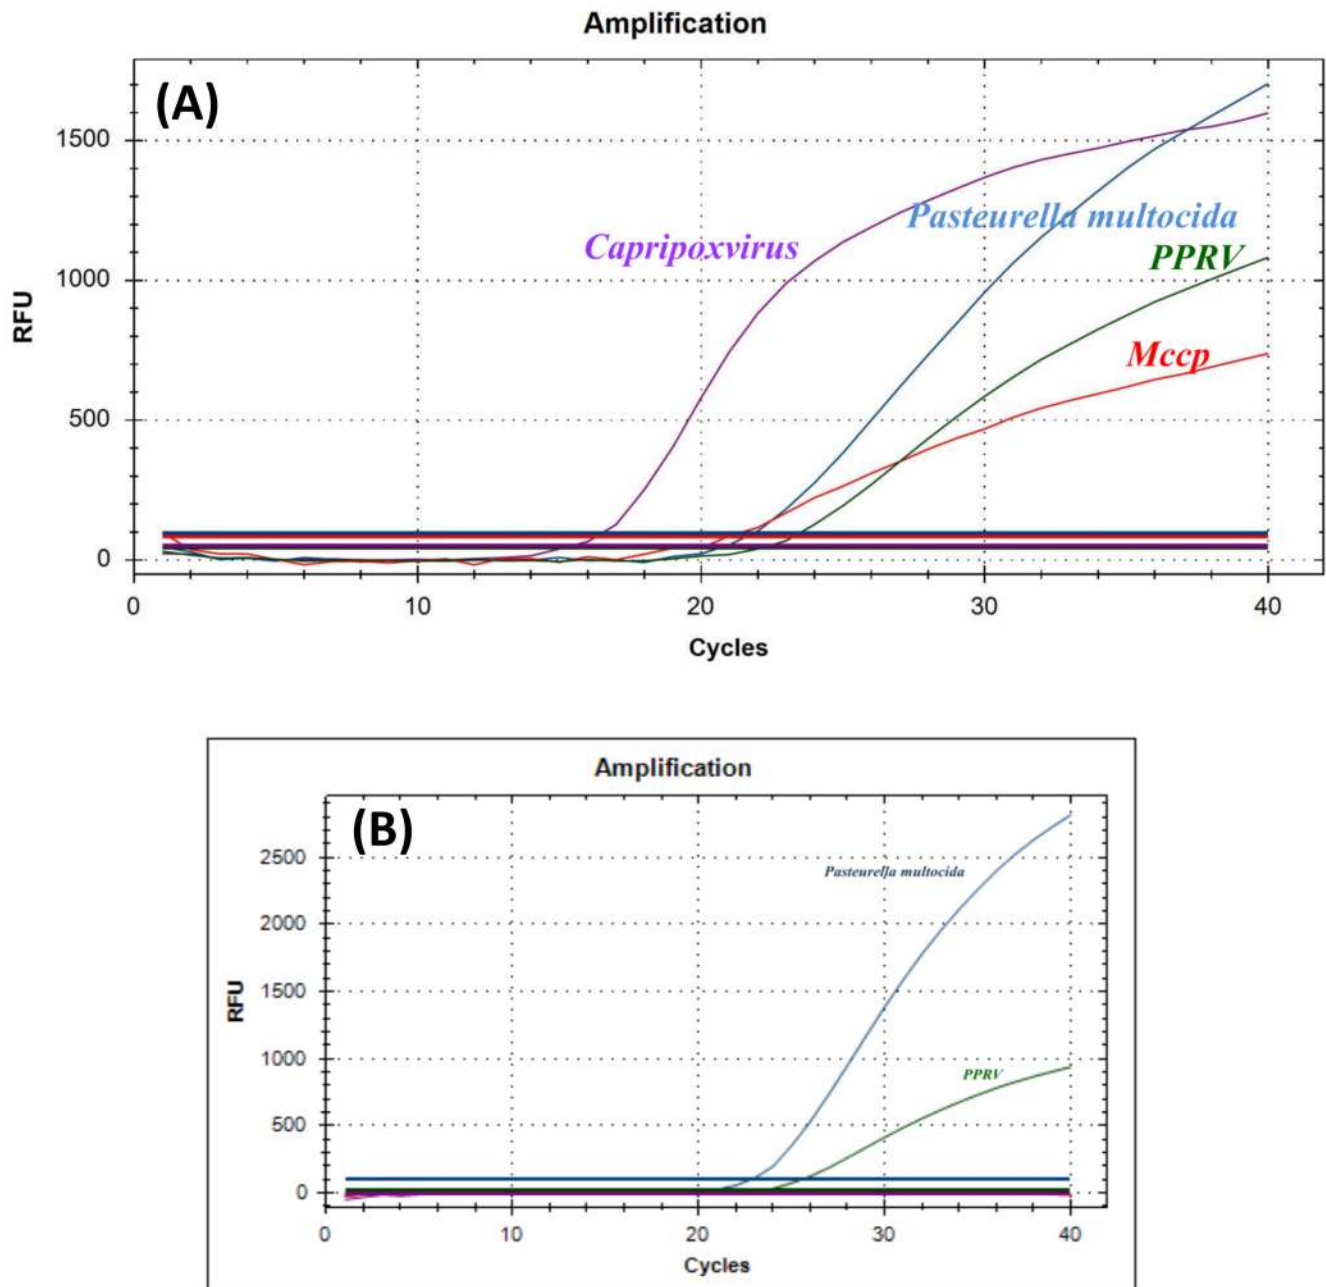 Amplification
(A)
1500
1000
500
0
RFU
Capripoxvirus
Pasteurella multocida
PPRV
Mccp
0 10 20 30 40
Cycles
Amplification
(B)
2500
2000
1500
1000
500
0
RFU
Pasteurella multocida
PPRV
0 10 20 30 40
Cycles